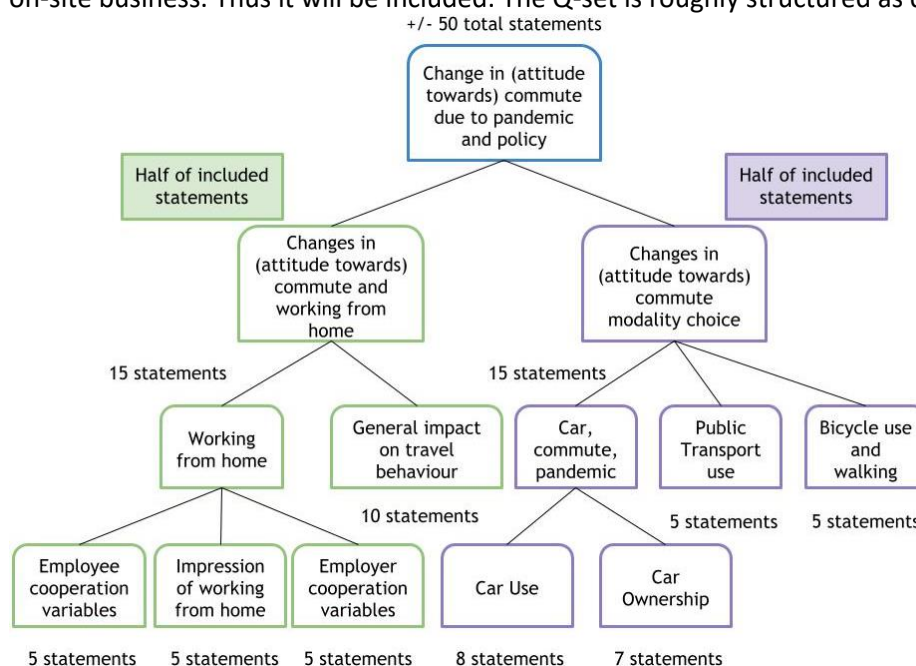 on-site business. Thus it will be included. The Q-set is roughly structured as
+/- 50 total statements
Change in (attitude
towards) commute
due to pandemic
and policy
Half of included
statements
Half of included
statements
Changes in
(attitude towards)
commute and
working from
home
Changes in
(attitude towards)
commute
modality choice
15 statements
15 statements
Working
from home
General impact
on travel
behaviour
Car,
commute,
pandemic
Public
Transport
use
Bicycle use
and
walking
10 statements
5 statements
5 statements
Employee
cooperation
variables
Impression
of working
from home
Employer
cooperation
variables
Car Use
Car
Ownership
5 statements
5 statements
5 statements
8 statements
7 statements